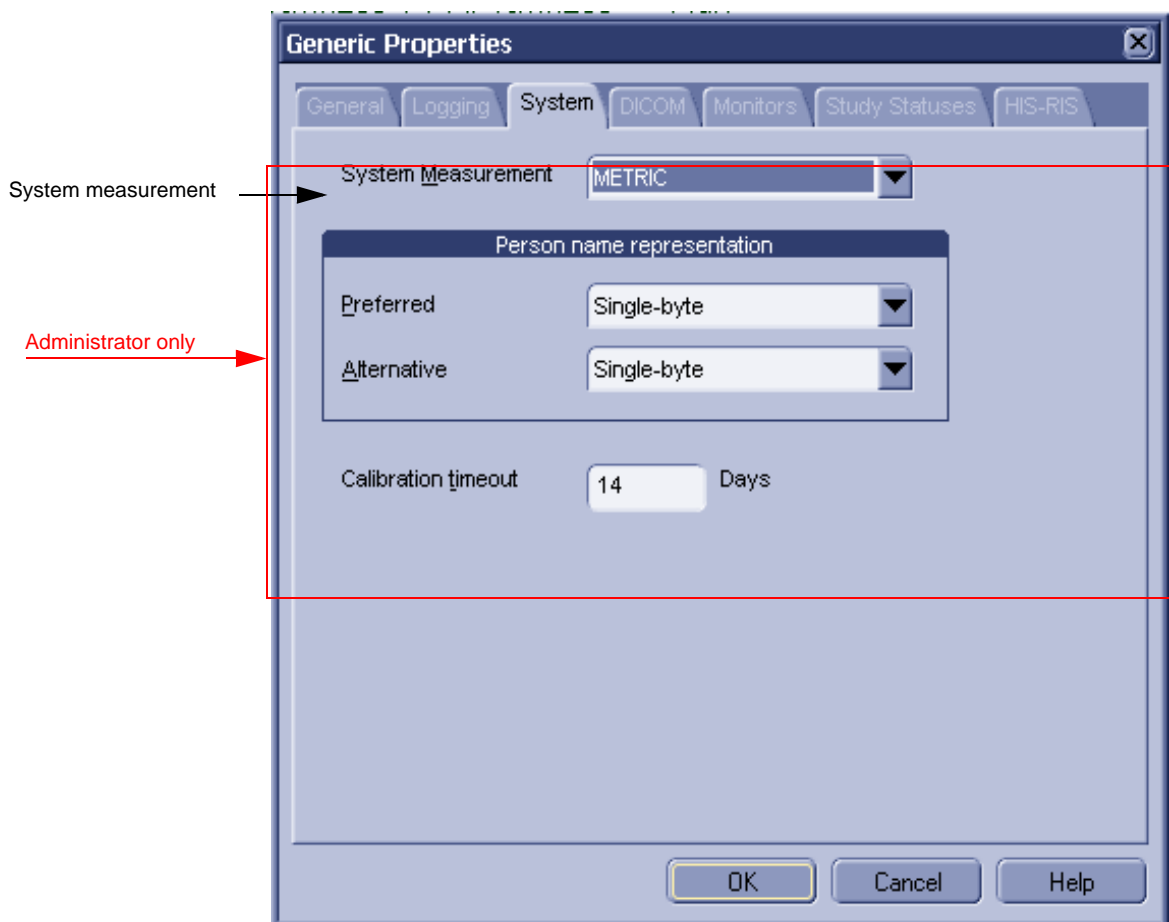 Generic Properties
General Logging System DICOM Monitors Study Statuses HIS-RIS
System measurement
System Measurement METRIC
Person name representation
Preferred Single-byte
Administrator only
Alternative Single-byte
Calibration timeout 14 Days
OK Cancel Help